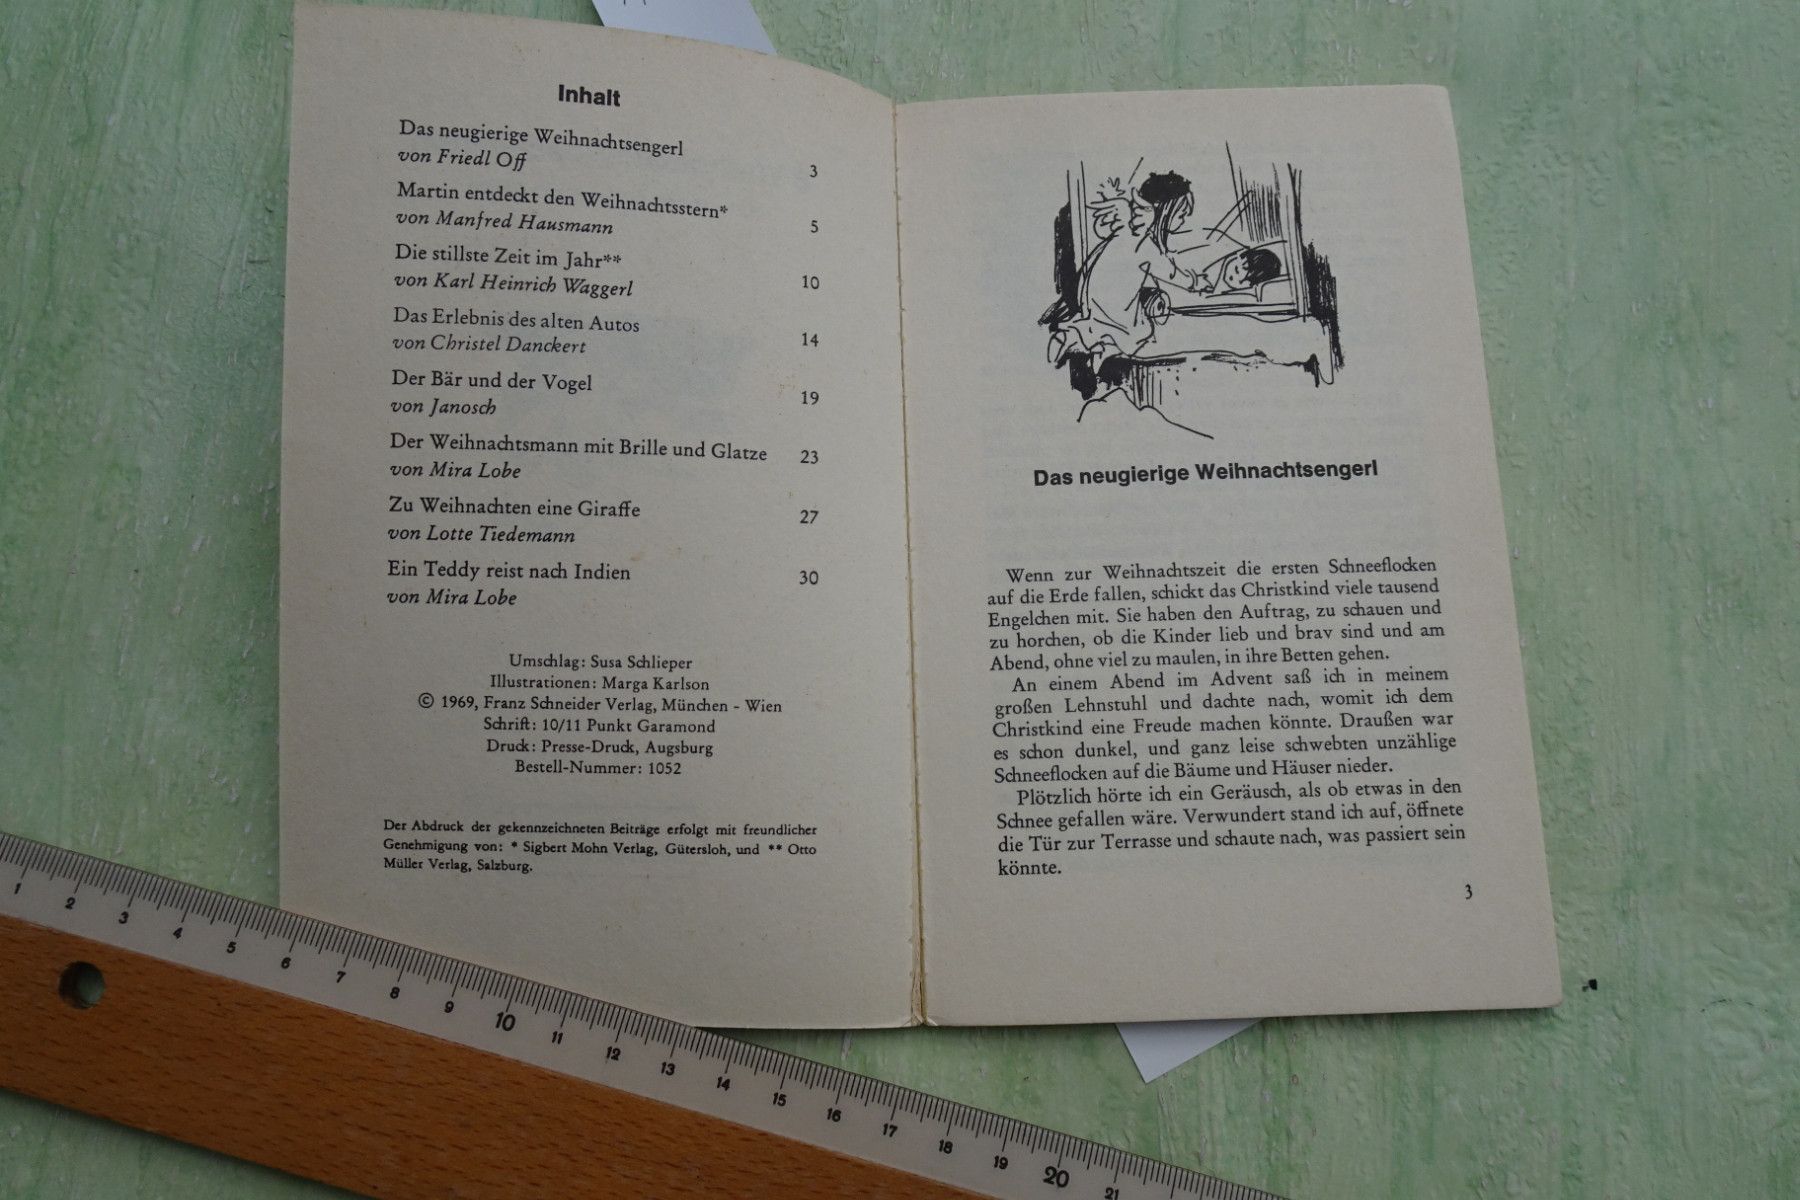 Inhalt
Das neugierige Weihnachtsengerl
von Friedl Off 3
Martin entdeckt den Weihnachtsstern*
von Manfred Hausmann 5
Die stillste Zeit im Jahr**
von Karl Heinrich Waggerl 10
Das Erlebnis des alten Autos
von Christel Danckert 14
Der Bär und der Vogel
von Janosch 19
Der Weihnachtsmann mit Brille und Glatze 23
von Mira Lobe
Zu Weihnachten eine Giraffe 27
von Lotte Tiedemann
Ein Teddy reist nach Indien 30
von Mira Lobe
Umschlag: Susa Schlieper
Illustrationen: Marga Karlson
© 1969, Franz Schneider Verlag, München - Wien
Schrift: 10/11 Punkt Garamond
Druck: Presse-Druck, Augsburg
Bestell-Nummer: 1052
Der Abdruck der gekennzeichneten Beiträge erfolgt mit freundlicher
Genehmigung von: * Sigbert Mohn Verlag, Gütersloh, und ** Otto
Müller Verlag, Salzburg.
Das neugierige Weihnachtsengerl
Wenn zur Weihnachtszeit die ersten Schneeflocken
auf die Erde fallen, schickt das Christkind viele tausend
Engelchen mit. Sie haben den Auftrag, zu schauen und
zu horchen, ob die Kinder lieb und brav sind und am
Abend, ohne viel zu maulen, in ihre Betten gehen.
An einem Abend im Advent saß ich in meinem
großen Lehnstuhl und dachte nach, womit ich dem
Christkind eine Freude machen könnte. Draußen war
es schon dunkel, und ganz leise schwebten unzählige
Schneeflocken auf die Bäume und Häuser nieder.
Plötzlich hörte ich ein Geräusch, als ob etwas in den
Schnee gefallen wäre. Verwundert stand ich auf, öffnete
die Tür zur Terrasse und schaute nach, was passiert sein
könnte.
3
1 2 3 4 5 6 7 8 9 10 11 12 13 14 15 16 17 18 19 20 21